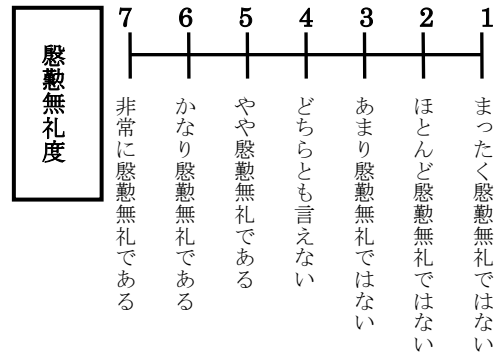 慇懃無礼度
7 6 5 4 3 2 1
非常に慇懃無礼である
かなり慇懃無礼である
やや慇懃無礼である
どちらとも言えない
あまり慇懃無礼ではない
ほとんど慇懃無礼ではない
まったく慇懃無礼ではない